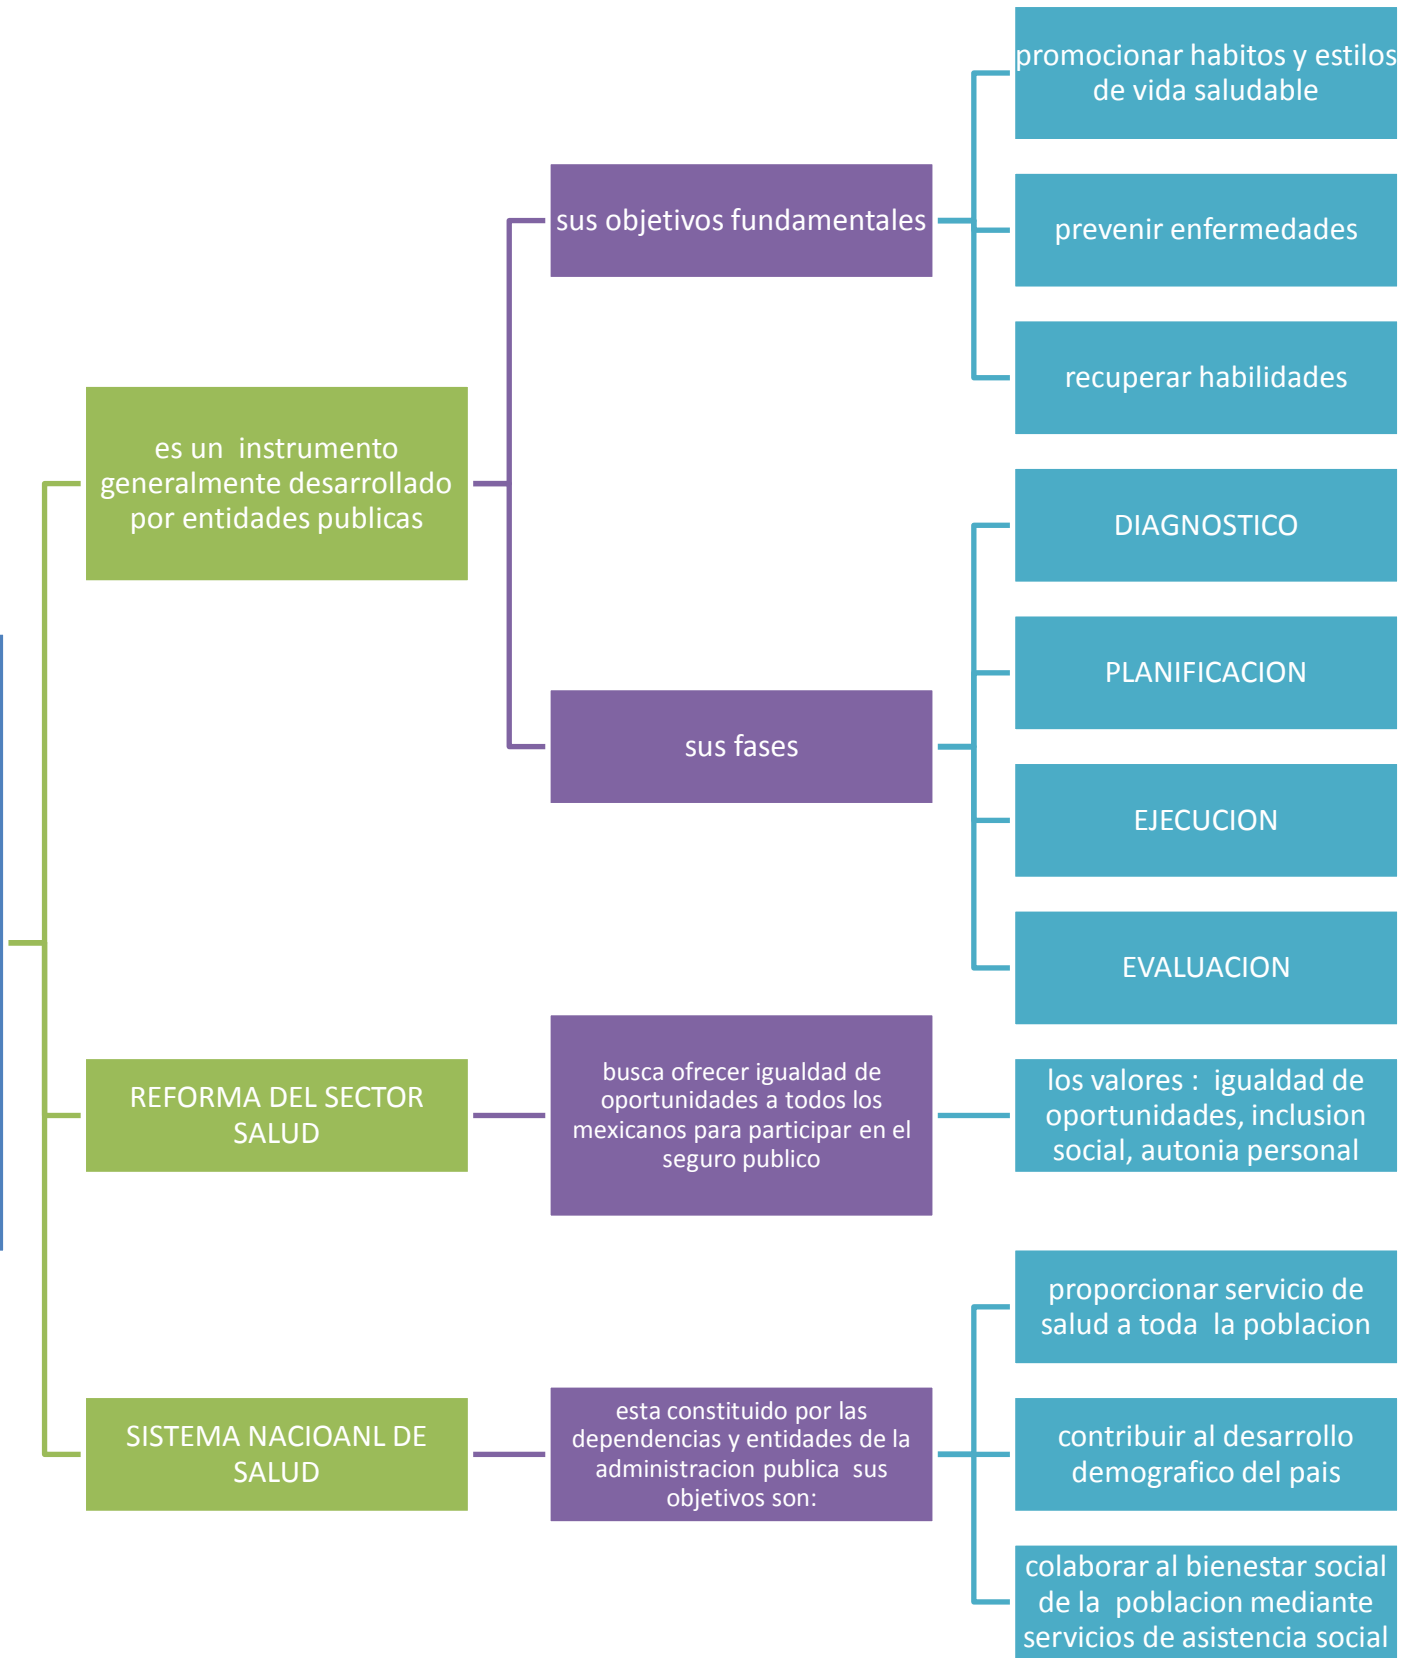 promocionar habitos y estilos
de vida saludable
sus objetivos fundamentales
prevenir enfermedades
recuperar habilidades
es un  instrumento
generalmente desarrollado
por entidades publicas
DIAGNOSTICO
PLANIFICACION
sus fases
EJECUCION
EVALUACION
REFORMA DEL SECTOR
SALUD
busca ofrecer igualdad de
oportunidades a todos los
mexicanos para participar en el
seguro publico
los valores :  igualdad de
oportunidades, inclusion
social, autonia personal
proporcionar servicio de
salud a toda  la poblacion
SISTEMA NACIOANL DE
SALUD
esta constituido por las
dependencias y entidades de la
administracion publica  sus
objetivos son:
contribuir al desarrollo
demografico del pais
colaborar al bienestar social
de la  poblacion mediante
servicios de asistencia social